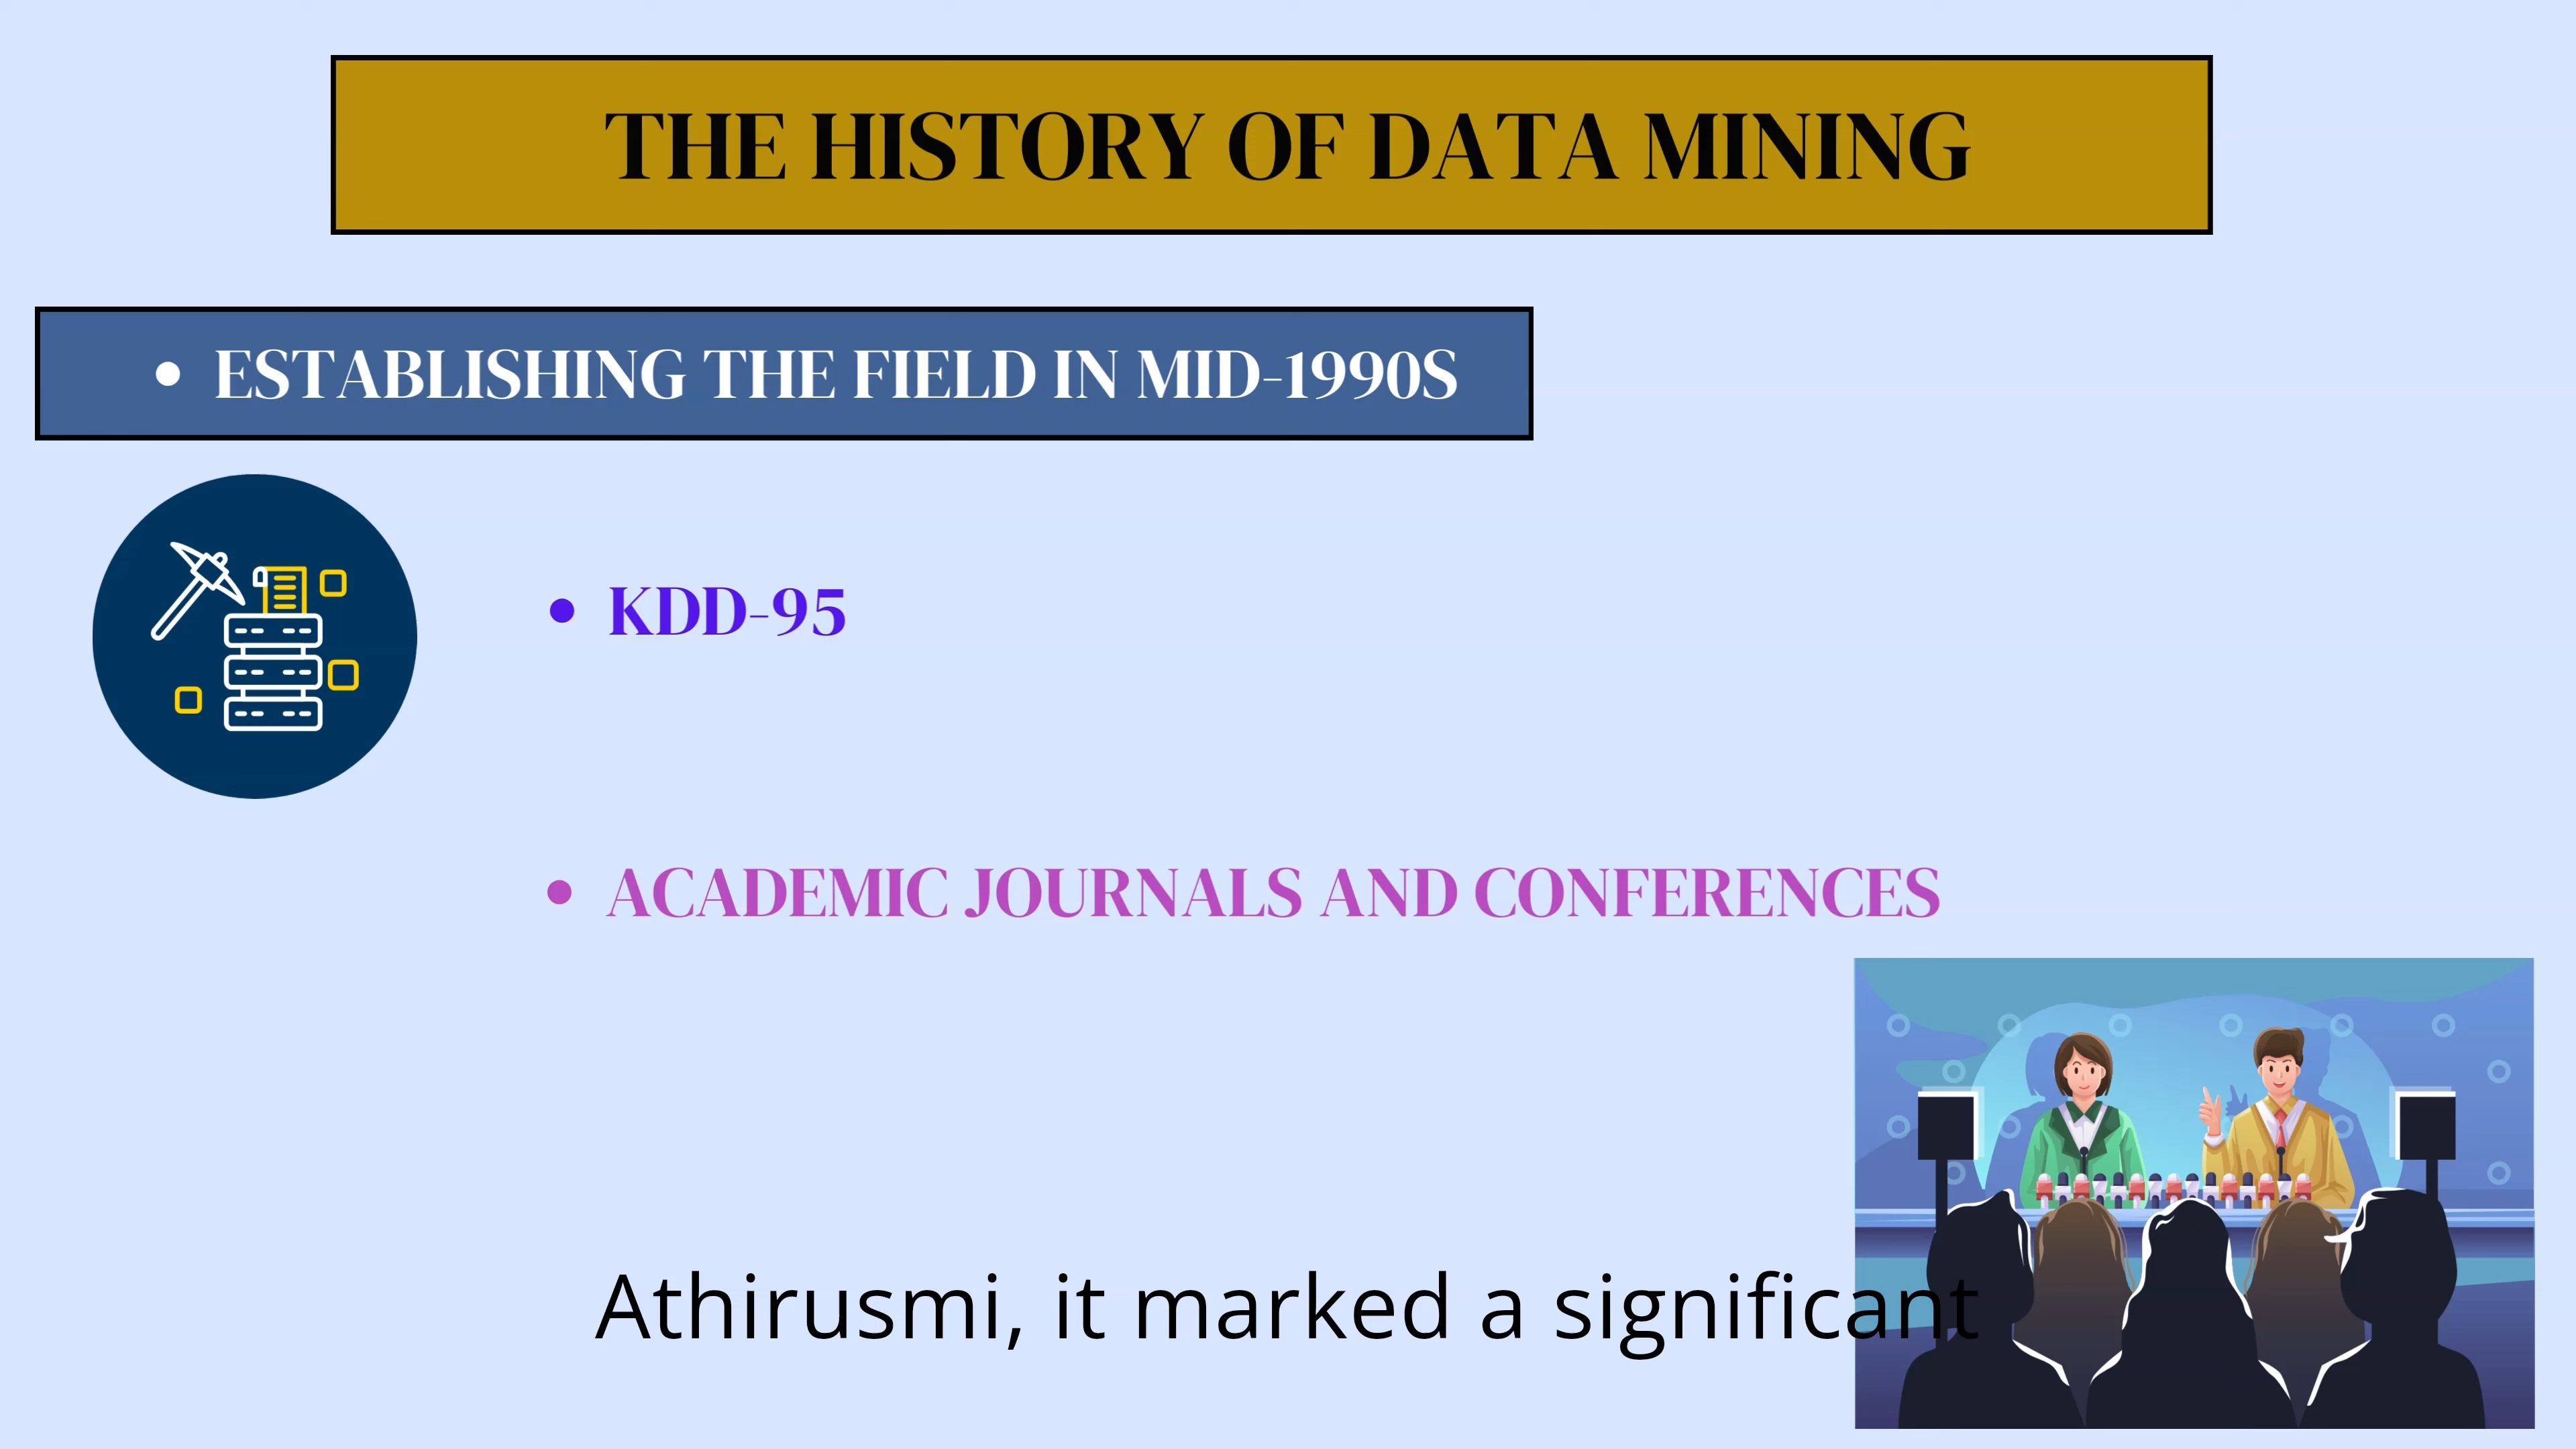 THE HISTORY OF DATA MINING
• ESTABLISHING THE FIELD IN MID-1990S
• KDD-95
• ACADEMIC JOURNALS AND CONFERENCES
Athirusmi, it marked a significant